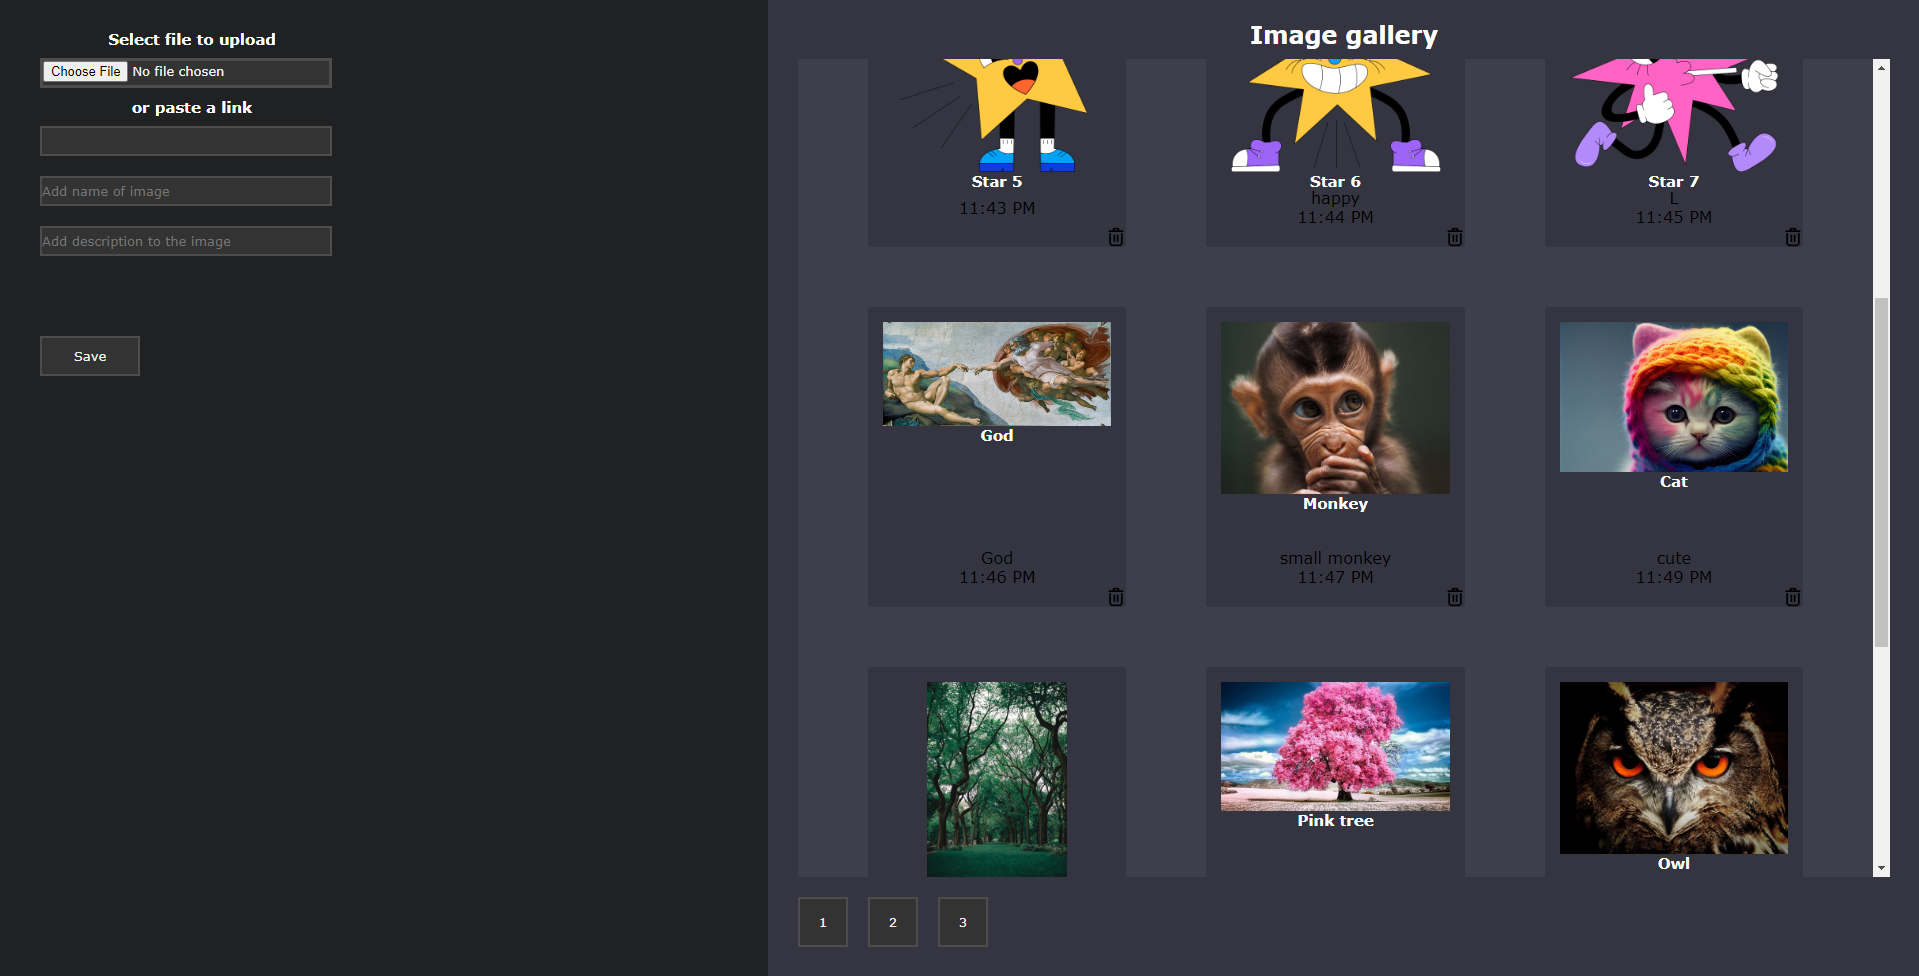 Select file to upload
Choose File No file chosen
or paste a link
Add name of image
Add description to the image
Save
Image gallery
Star 5
11:43 PM
Star 6
happy
11:44 PM
Star 7
L
11:45 PM
God
God
11:46 PM
Monkey
small monkey
11:47 PM
Cat
cute
11:49 PM
Pink tree
Owl
1 2 3